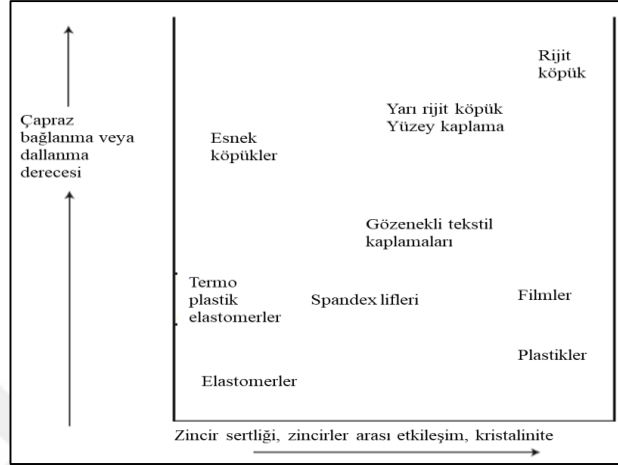 Rijit
köpük
Çapraz
bağlanma veya
dallanma
derecesi
Yarı rijit köpük
Yüzey kaplama
Esnek
köpükler
Gözenekli tekstil
kaplamaları
Termo
plastik
elastomerler
Spandex lifleri
Filmler
Plastikler
Elastomerler
Zincir sertliği, zincirler arası etkileşim, kristalinite